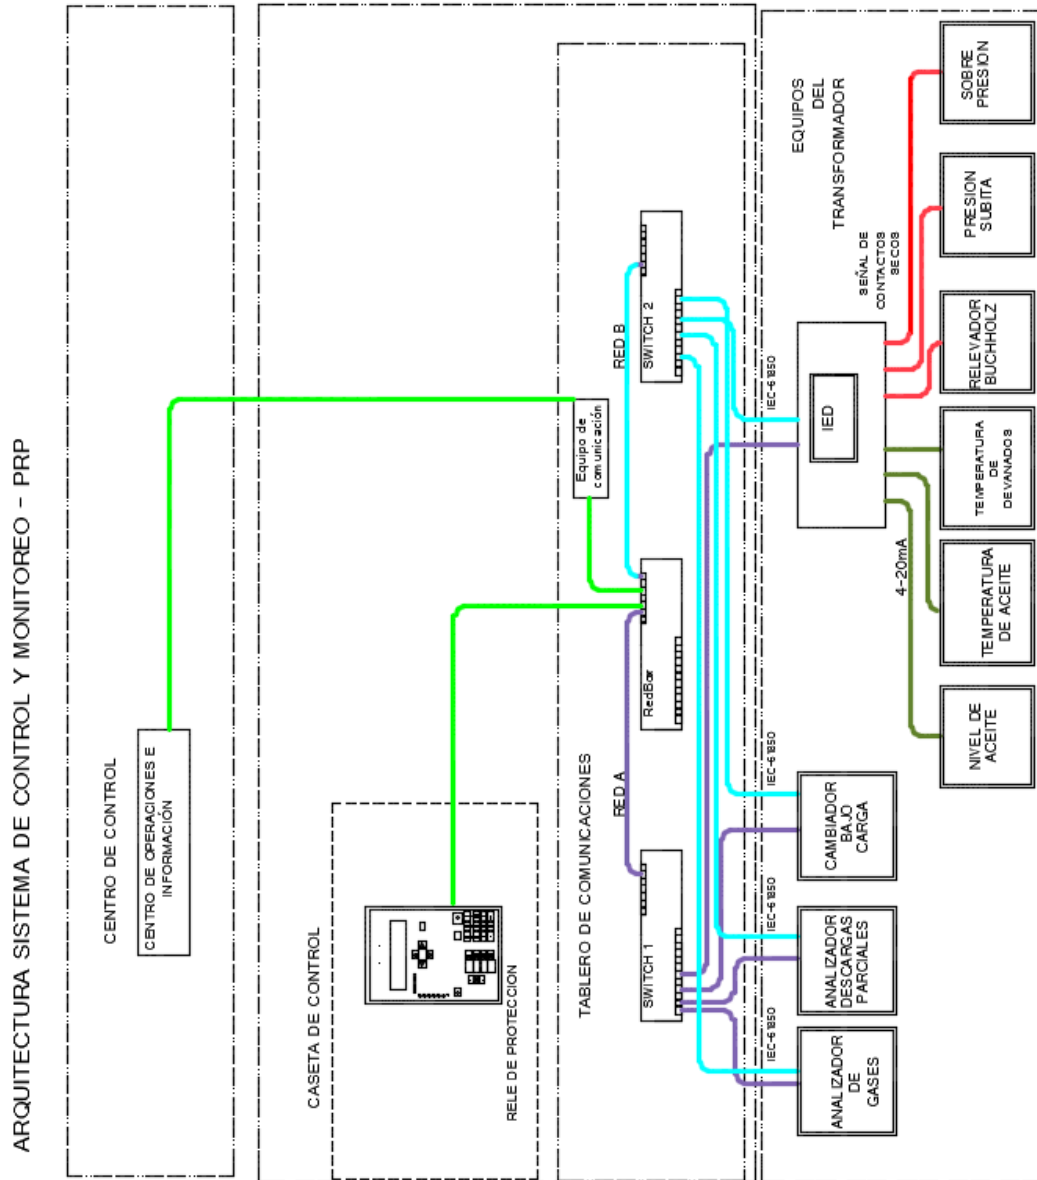 ARQUITECTURA SISTEMA DE CONTROL Y MONITOREO - PRP
CENTRO DE CONTROL
CENTRO DE OPERACIONES E
INFORMACIÓN
CASETA DE CONTROL
RELE DE PROTECCION
TABLERO DE COMUNICACIONES
Equipo de
comunicación
RED A
RED B
SWITCH 1
RedBox
SWITCH 2
IEC-61850
IEC-61850
IEC-61850
IEC-61850
ANALIZADOR
DE
GASES
ANALIZADOR
DESCARGAS
PARCIALES
CAMBIADOR
BAJO
CARGA
IED
EQUIPOS
DEL
TRANSFORMADOR
SEÑAL DE
CONTACTOS
SECOS
4-20mA
NIVEL DE
ACEITE
TEMPERATURA
DE ACEITE
TEMPERATURA
DE
DEVANADOS
RELEVADOR
BUCHHOLZ
PRESION
SUBITA
SOBRE
PRESION